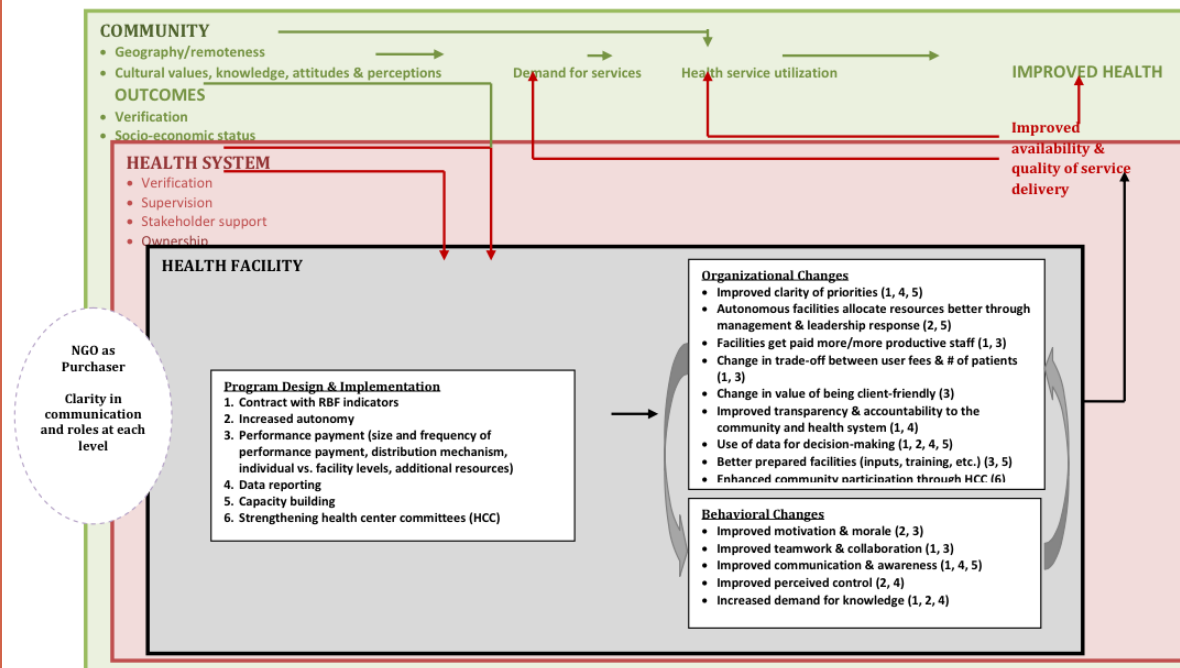 COMMUNITY
• Geography/remoteness
• Cultural values, knowledge, attitudes & perceptions
Demand for services
Health service utilization
IMPROVED HEALTH
OUTCOMES
• Verification
• Socio-economic status
Improved
availability &
quality of service
delivery
HEALTH SYSTEM
• Verification
• Supervision
• Stakeholder support
• Ownership
HEALTH FACILITY
NGO as
Purchaser
Clarity in
communication
and roles at each
level
Program Design & Implementation
1. Contract with RBF indicators
2. Increased autonomy
3. Performance payment (size and frequency of
performance payment, distribution mechanism,
individual vs. facility levels, additional resources)
4. Data reporting
5. Capacity building
6. Strengthening health center committees (HCC)
Organizational Changes
• Improved clarity of priorities (1, 4, 5)
• Autonomous facilities allocate resources better through
management & leadership response (2, 5)
• Facilities get paid more/more productive staff (1, 3)
• Change in trade-off between user fees & # of patients
(1, 3)
• Change in value of being client-friendly (3)
• Improved transparency & accountability to the
community and health system (1, 4)
• Use of data for decision-making (1, 2, 4, 5)
• Better prepared facilities (inputs, training, etc.) (3, 5)
• Enhanced community participation through HCC (6)
Behavioral Changes
• Improved motivation & morale (2, 3)
• Improved teamwork & collaboration (1, 3)
• Improved communication & awareness (1, 4, 5)
• Improved perceived control (2, 4)
• Increased demand for knowledge (1, 2, 4)